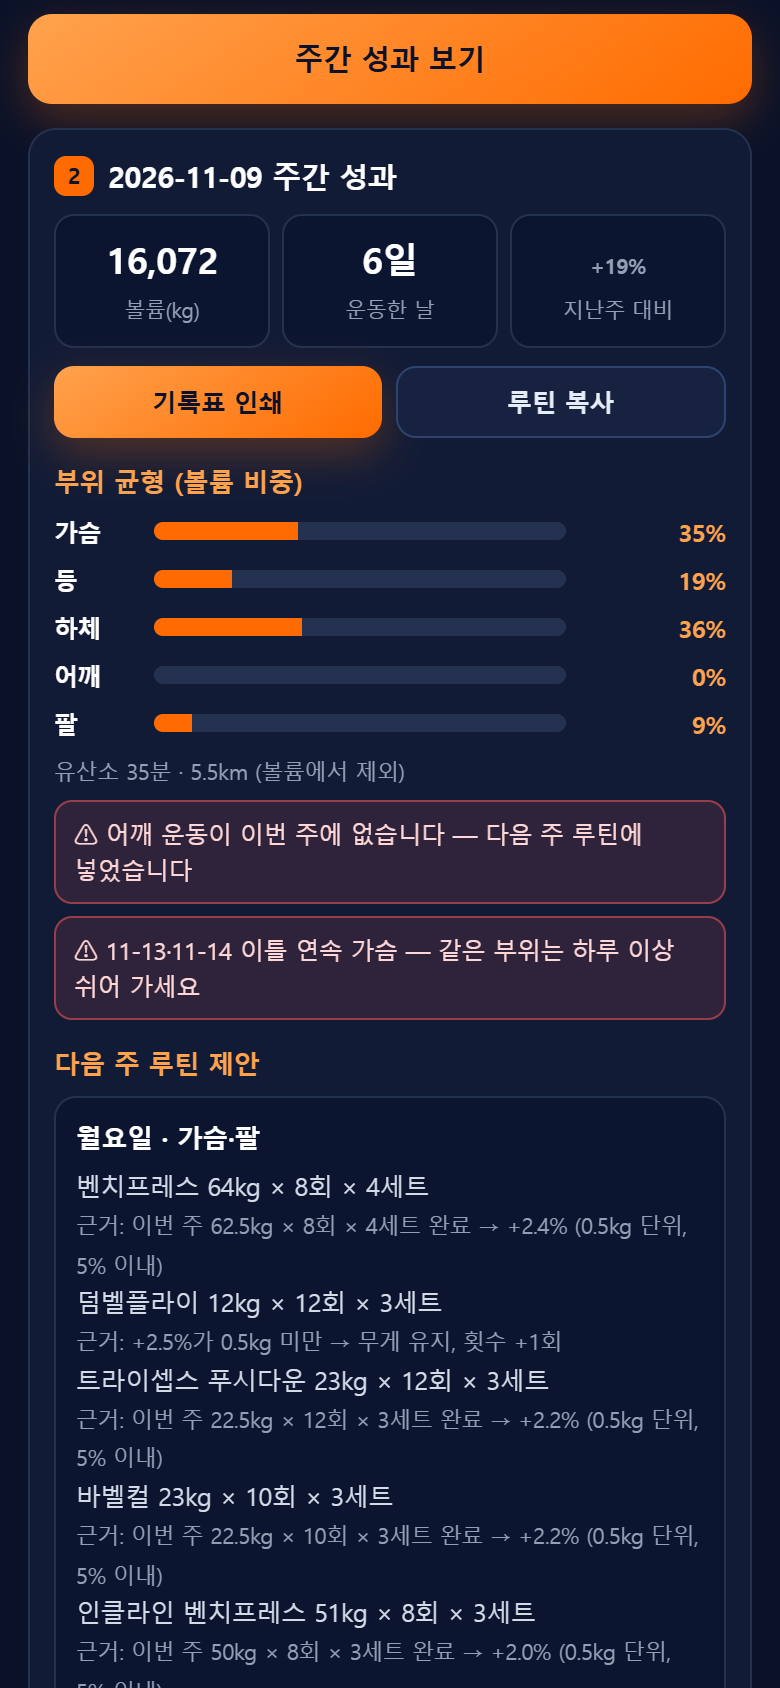 주간 성과 보기
2 2026-11-09 주간 성과
16,072 6일 +19%
볼륨(kg) 운동한 날 지난주 대비
기록표 인쇄 루틴 복사
부위 균형 (볼륨 비중)
가슴 35%
등 19%
하체 36%
어깨 0%
팔 9%
유산소 35분 · 5.5km (볼륨에서 제외)
⚠ 어깨 운동이 이번 주에 없습니다 — 다음 주 루틴에
넣었습니다
⚠ 11-13·11-14 이틀 연속 가슴 — 같은 부위는 하루 이상
쉬어 가세요
다음 주 루틴 제안
월요일 · 가슴·팔
벤치프레스 64kg × 8회 × 4세트
근거: 이번 주 62.5kg × 8회 × 4세트 완료 → +2.4% (0.5kg 단위,
5% 이내)
덤벨플라이 12kg × 12회 × 3세트
근거: +2.5%가 0.5kg 미만 → 무게 유지, 횟수 +1회
트라이셉스 푸시다운 23kg × 12회 × 3세트
근거: 이번 주 22.5kg × 12회 × 3세트 완료 → +2.2% (0.5kg 단위,
5% 이내)
바벨컬 23kg × 10회 × 3세트
근거: 이번 주 22.5kg × 10회 × 3세트 완료 → +2.2% (0.5kg 단위,
5% 이내)
인클라인 벤치프레스 51kg × 8회 × 3세트
근거: 이번 주 50kg × 8회 × 3세트 완료 → +2.0% (0.5kg 단위,